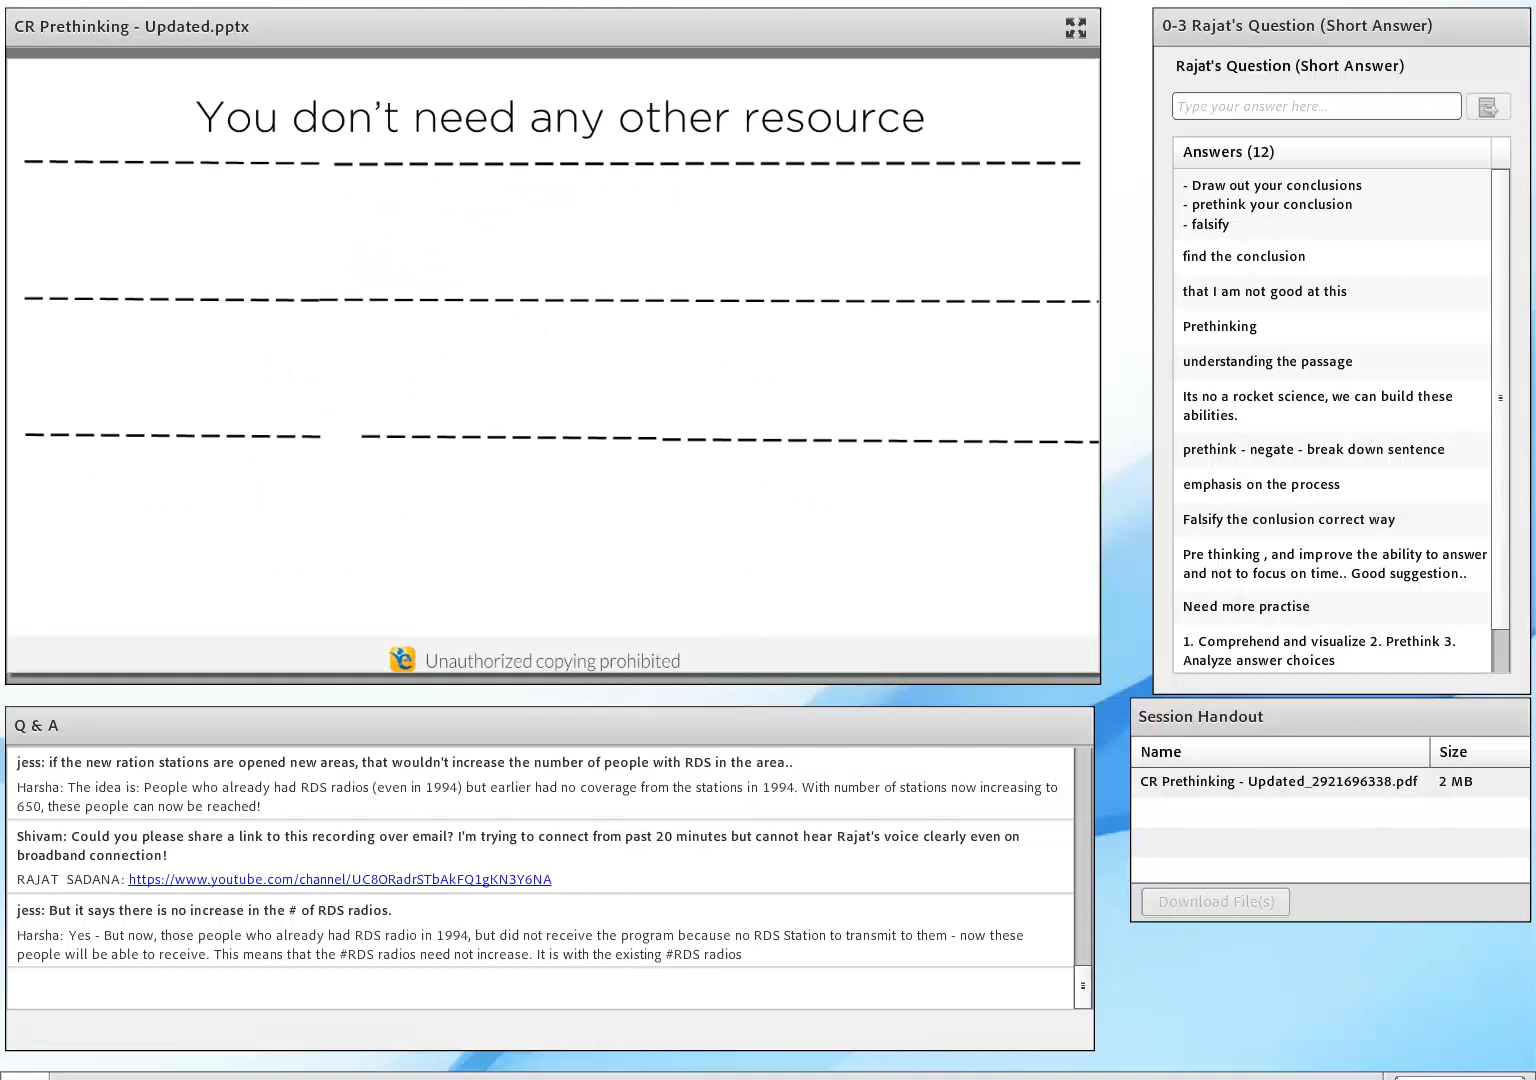 CR Prethinking - Updated.pptx
You don't need any other resource
Unauthorized copying prohibited
0-3 Rajat's Question (Short Answer)
Rajat's Question (Short Answer)
Type your answer here...
Answers (12)
- Draw out your conclusions
- prethink your conclusion
- falsify
find the conclusion
that I am not good at this
Prethinking
understanding the passage
Its no a rocket science, we can build these
abilities.
prethink - negate - break down sentence
emphasis on the process
Falsify the conlusion correct way
Pre thinking , and improve the ability to answer
and not to focus on time.. Good suggestion..
Need more practise
1. Comprehend and visualize 2. Prethink 3.
Analyze answer choices
Q & A
jess: if the new ration stations are opened new areas, that wouldn't increase the number of people with RDS in the area..
Harsha: The idea is: People who already had RDS radios (even in 1994) but earlier had no coverage from the stations in 1994. With number of stations now increasing to
650, these people can now be reached!
Shivam: Could you please share a link to this recording over email? I'm trying to connect from past 20 minutes but cannot hear Rajat's voice clearly even on
broadband connection!
RAJAT SADANA: https://www.youtube.com/channel/UC8ORadrSTbAkFQ1gKN3Y6NA
jess: But it says there is no increase in the # of RDS radios.
Harsha: Yes - But now, those people who already had RDS radio in 1994, but did not receive the program because no RDS Station to transmit to them - now these
people will be able to receive. This means that the #RDS radios need not increase. It is with the existing #RDS radios
Session Handout
Name Size
CR Prethinking - Updated_2921696338.pdf 2 MB
Download File(s)